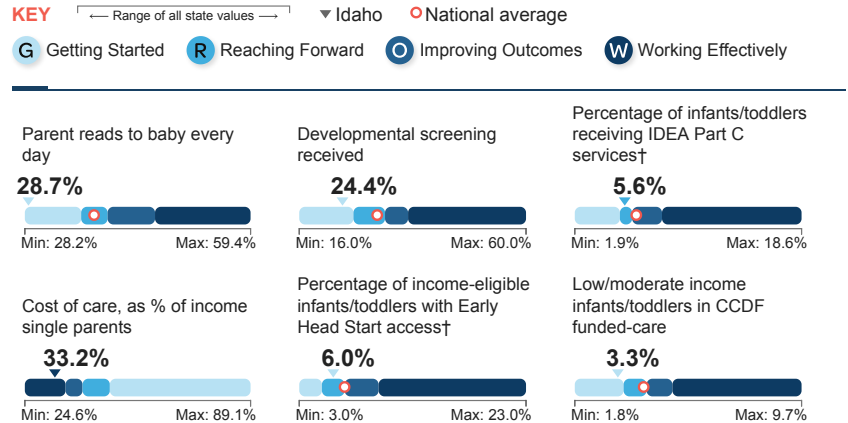 KEY
← Range of all state values →
Idaho
National average
G Getting Started
R Reaching Forward
O Improving Outcomes
W Working Effectively
Parent reads to baby every
day
28.7%
Min: 28.2%
Max: 59.4%
Developmental screening
received
24.4%
Min: 16.0%
Max: 60.0%
Percentage of infants/toddlers
receiving IDEA Part C
services†
5.6%
Min: 1.9%
Max: 18.6%
Cost of care, as % of income
single parents
33.2%
Min: 24.6%
Max: 89.1%
Percentage of income-eligible
infants/toddlers with Early
Head Start access†
6.0%
Min: 3.0%
Max: 23.0%
Low/moderate income
infants/toddlers in CCDF
funded-care
3.3%
Min: 1.8%
Max: 9.7%